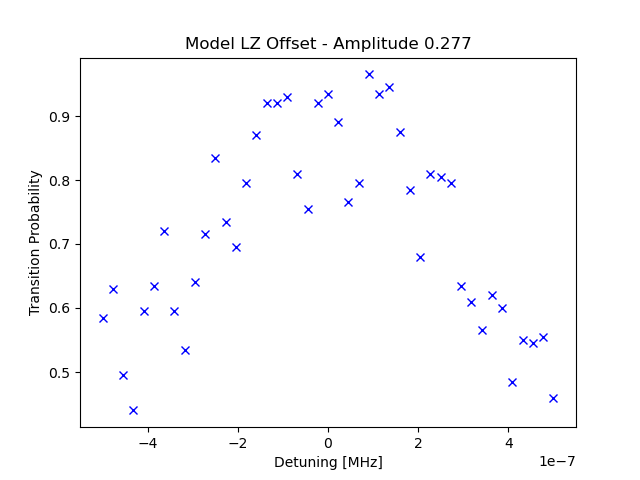 Model LZ Offset - Amplitude 0.277
Transition Probability
0.9
0.8
0.7
0.6
0.5
−4
−2
0
2
4
1e−7
Detuning [MHz]